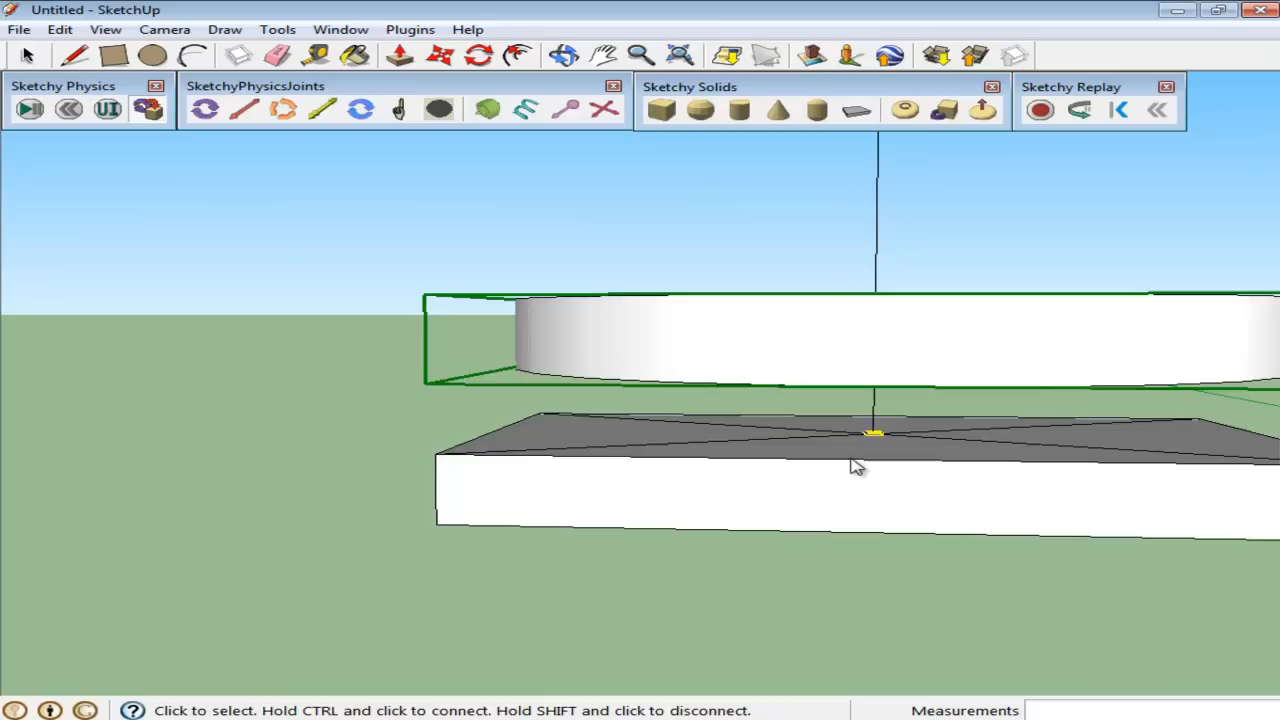 Untitled - SketchUp
File Edit View Camera Draw Tools Window Plugins Help
Sketchy Physics SketchyPhysicsJoints Sketchy Solids Sketchy Replay
UI
Click to select. Hold CTRL and click to connect. Hold SHIFT and click to disconnect. Measurements